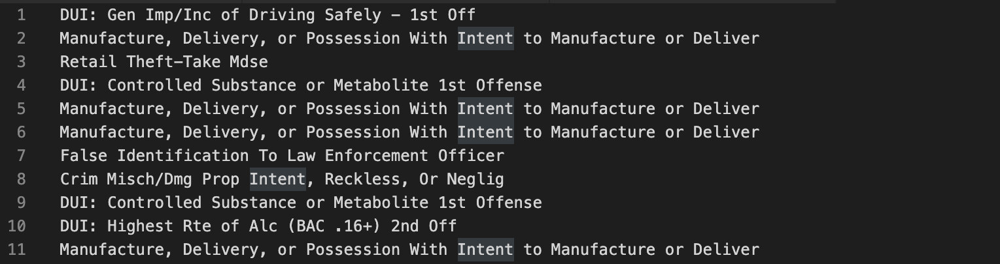 1 DUI: Gen Imp/Inc of Driving Safely - 1st Off
2 Manufacture, Delivery, or Possession With Intent to Manufacture or Deliver
3 Retail Theft-Take Mdse
4 DUI: Controlled Substance or Metabolite 1st Offense
5 Manufacture, Delivery, or Possession With Intent to Manufacture or Deliver
6 Manufacture, Delivery, or Possession With Intent to Manufacture or Deliver
7 False Identification To Law Enforcement Officer
8 Crim Misch/Dmg Prop Intent, Reckless, Or Neglig
9 DUI: Controlled Substance or Metabolite 1st Offense
10 DUI: Highest Rte of Alc (BAC .16+) 2nd Off
11 Manufacture, Delivery, or Possession With Intent to Manufacture or Deliver